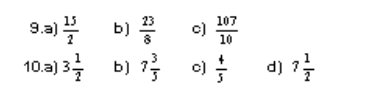 9.a) 15/2 b) 23/8 c) 107/10
10.a) 3 1/2 b) 7 3/5 c) 4/5 d) 7 1/2